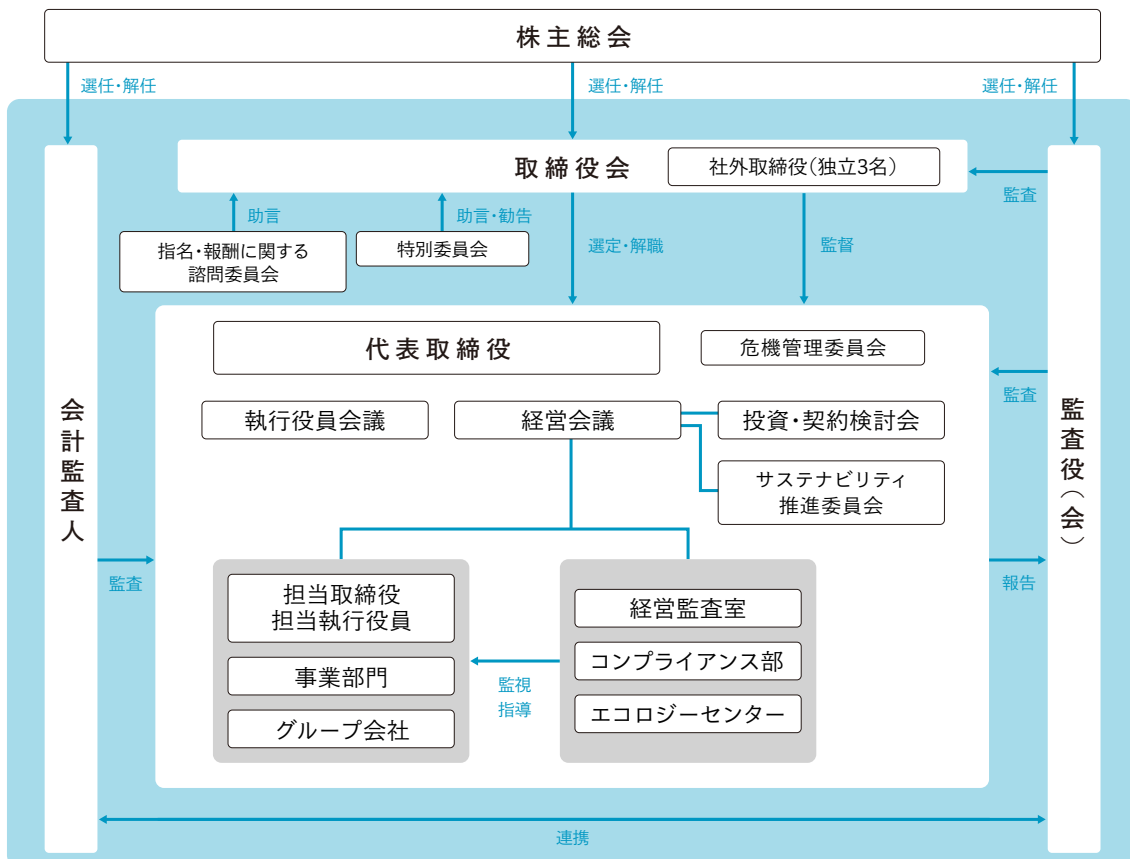 株主総会
選任・解任
選任・解任
選任・解任
取締役会
社外取締役（独立3名）
監査
助言
助言・勧告
指名・報酬に関する
諮問委員会
特別委員会
選定・解職
監督
代表取締役
危機管理委員会
監査
執行役員会議
経営会議
投資・契約検討会
サステナビリティ
推進委員会
会計監査人
監査役（会）
監査
報告
担当取締役
担当執行役員
事業部門
グループ会社
監視
指導
経営監査室
コンプライアンス部
エコロジーセンター
連携